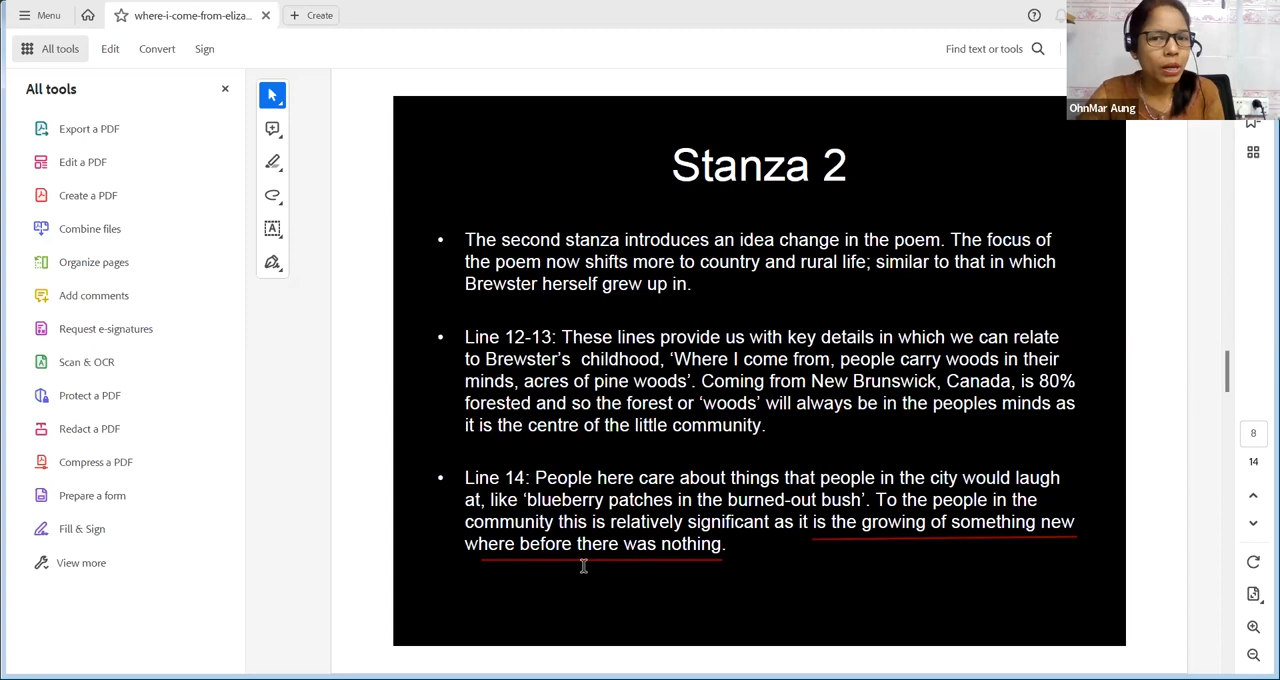 Menu
where-i-come-from-eliza...
Create
All tools
Edit
Convert
Sign
Find text or tools
OhnMar Aung
All tools
Export a PDF
Edit a PDF
Create a PDF
Combine files
Organize pages
Add comments
Request e-signatures
Scan & OCR
Protect a PDF
Redact a PDF
Compress a PDF
Prepare a form
Fill & Sign
View more
Stanza 2
• The second stanza introduces an idea change in the poem. The focus of
the poem now shifts more to country and rural life; similar to that in which
Brewster herself grew up in.
• Line 12-13: These lines provide us with key details in which we can relate
to Brewster's childhood, 'Where I come from, people carry woods in their
minds, acres of pine woods'. Coming from New Brunswick, Canada, is 80%
forested and so the forest or 'woods' will always be in the peoples minds as
it is the centre of the little community.
• Line 14: People here care about things that people in the city would laugh
at, like 'blueberry patches in the burned-out bush'. To the people in the
community this is relatively significant as it is the growing of something new
where before there was nothing.
8
14